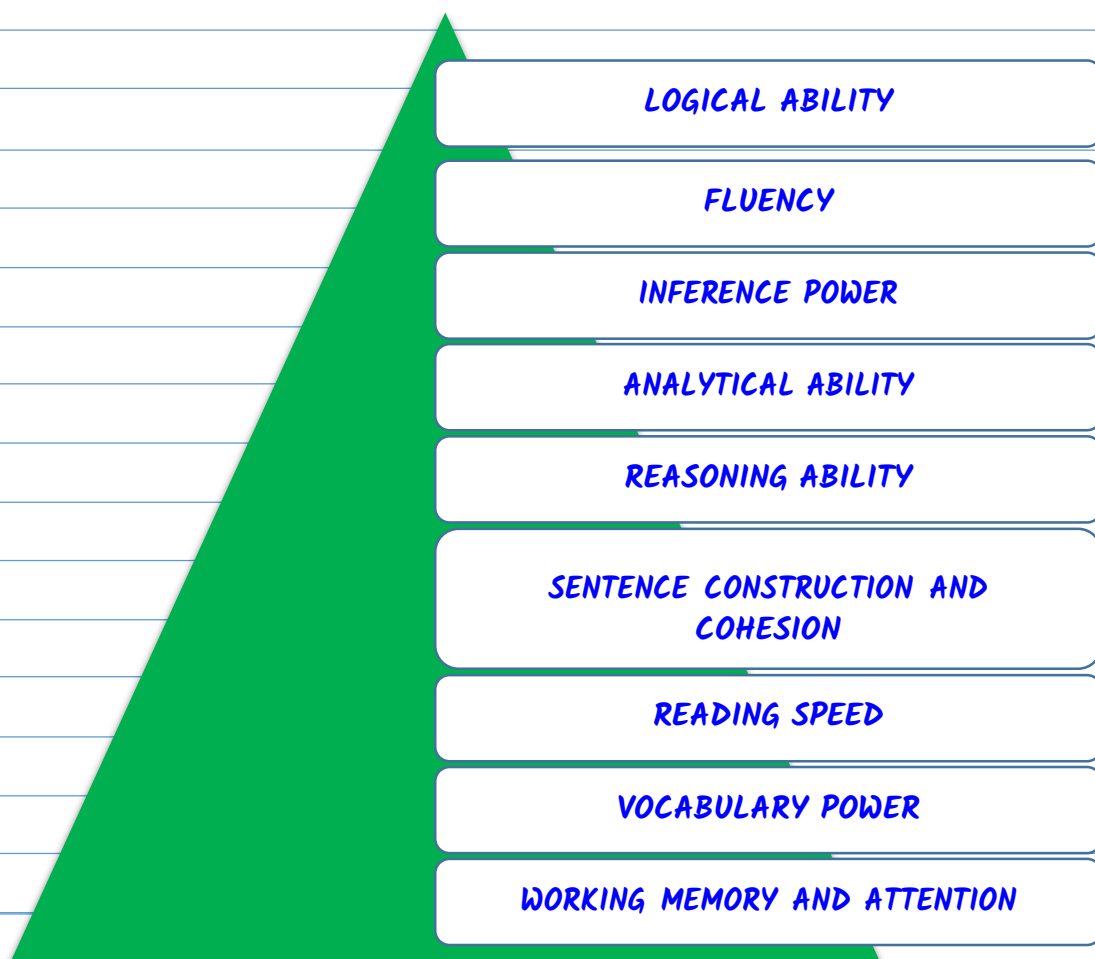 LOGICAL ABILITY
FLUENCY
INFERENCE POWER
ANALYTICAL ABILITY
REASONING ABILITY
SENTENCE CONSTRUCTION AND
COHESION
READING SPEED
VOCABULARY POWER
WORKING MEMORY AND ATTENTION